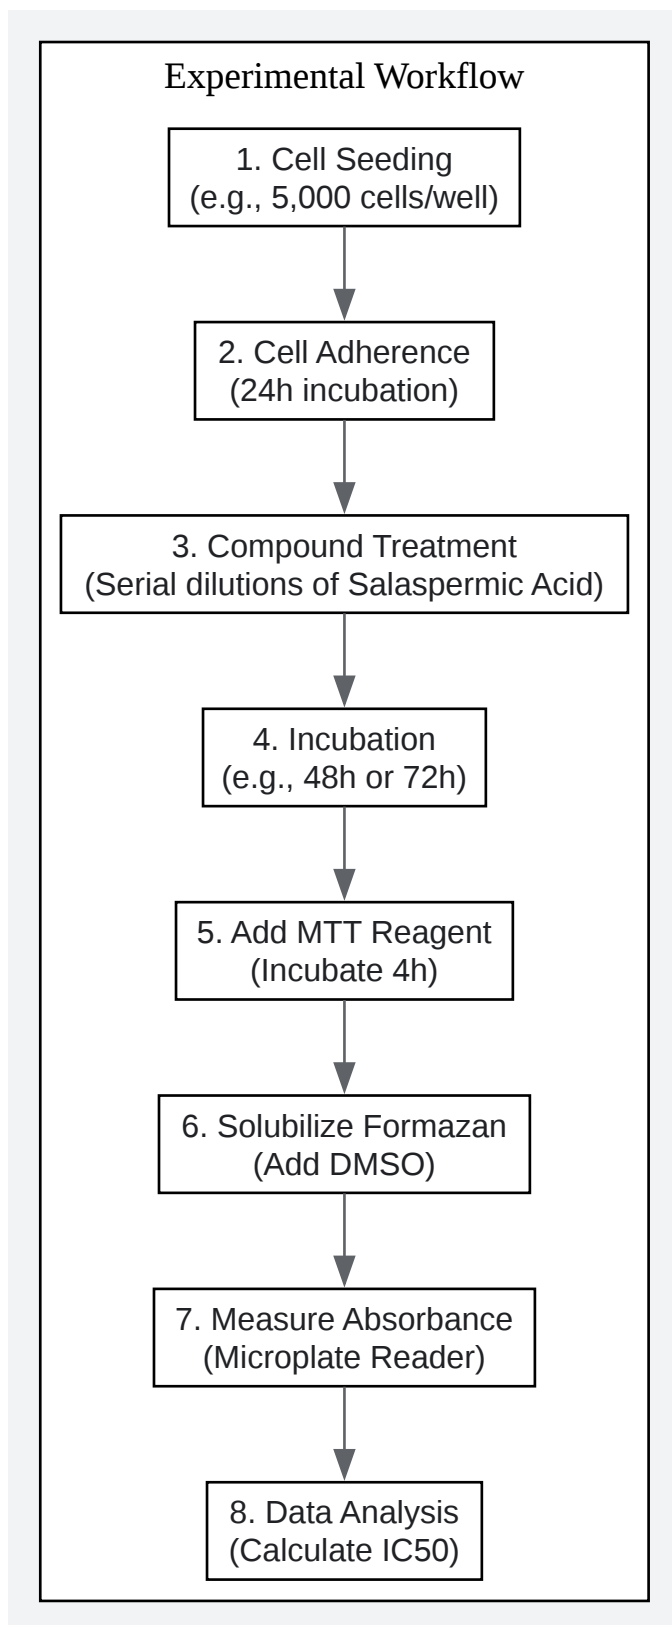 Experimental Workflow
1. Cell Seeding
(e.g., 5,000 cells/well)
2. Cell Adherence
(24h incubation)
3. Compound Treatment
(Serial dilutions of Salaspermic Acid)
4. Incubation
(e.g., 48h or 72h)
5. Add MTT Reagent
(Incubate 4h)
6. Solubilize Formazan
(Add DMSO)
7. Measure Absorbance
(Microplate Reader)
8. Data Analysis
(Calculate IC50)